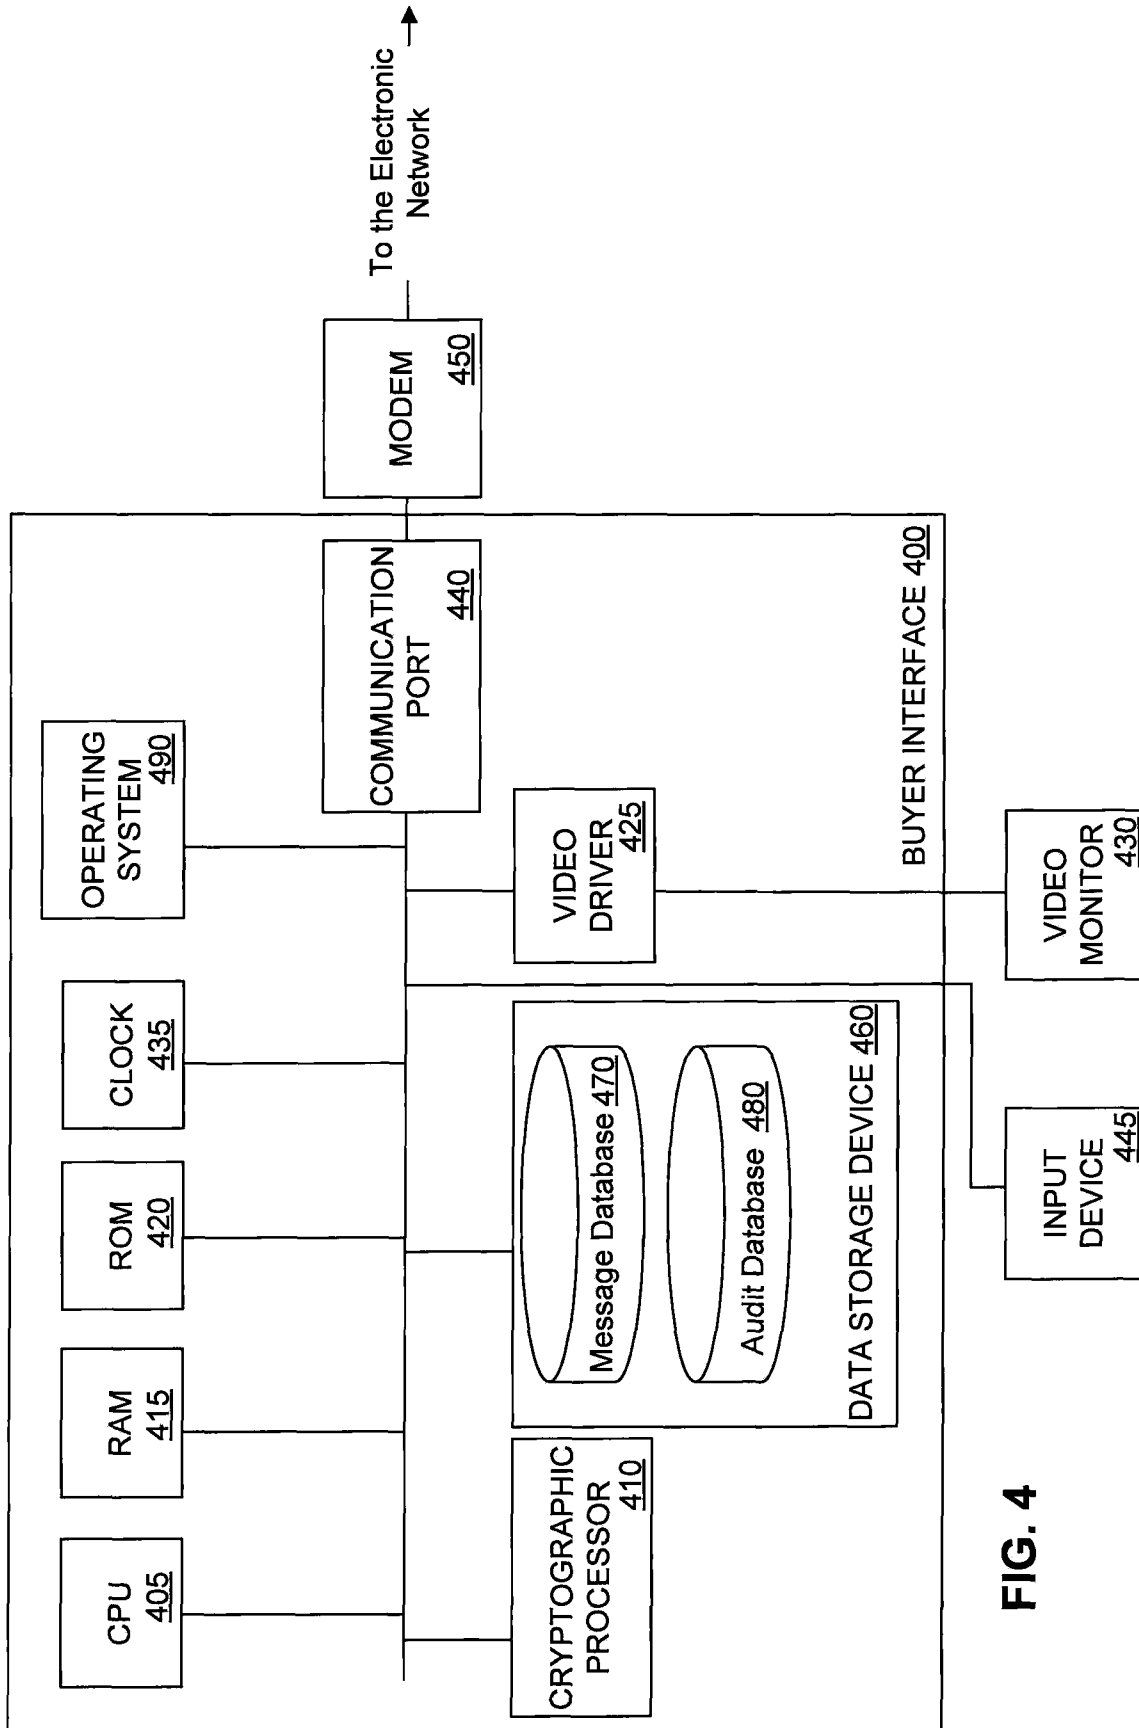 CPU
405
RAM
415
ROM
420
CLOCK
435
OPERATING
SYSTEM
490
COMMUNICATION
PORT
440
MODEM
450
To the Electronic
Network
CRYPTOGRAPHIC
PROCESSOR
410
Message Database 470
Audit Database 480
DATA STORAGE DEVICE 460
VIDEO
DRIVER
425
BUYER INTERFACE 400
INPUT
DEVICE
445
VIDEO
MONITOR
430
FIG. 4